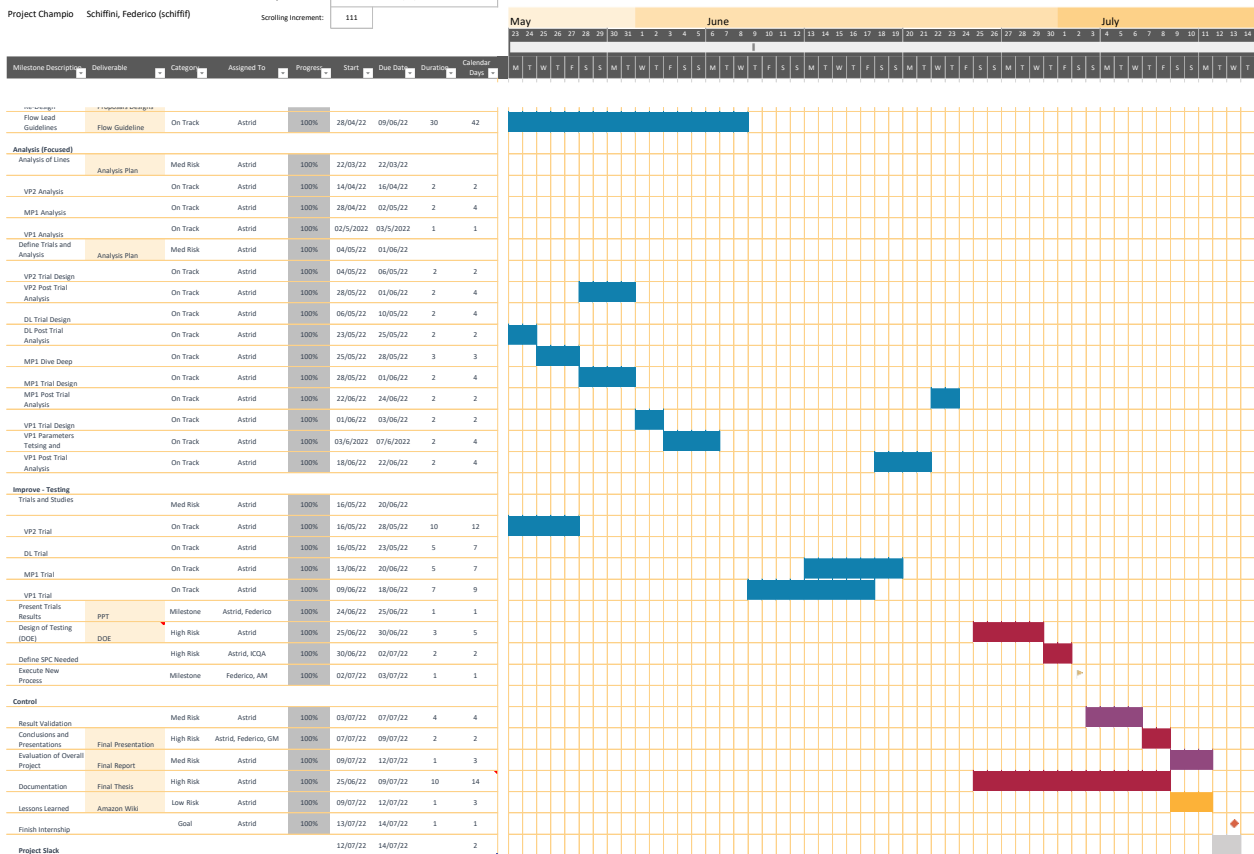 Project Champio Schiffini, Federico (schiffif)
Scrolling Increment: 111
May June July
23 24 25 26 27 28 29 30 31 1 2 3 4 5 6 7 8 9 10 11 12 13 14 15 16 17 18 19 20 21 22 23 24 25 26 27 28 29 30 1 2 3 4 5 6 7 8 9 10 11 12 13 14
Milestone Description Deliverable Category Assigned To Progress Start Due Date Duration Calendar Days
M T W T F S S M T W T F S S M T W T F S S M T W T F S S M T W T F S S M T W T F S S M T W T F S S M T W T
Re-Design Proposals Designs
Flow Lead Guidelines Flow Guideline On Track Astrid 100% 28/04/22 09/06/22 30 42
Analysis (Focused)
Analysis of Lines Analysis Plan Med Risk Astrid 100% 22/03/22 22/03/22
VP2 Analysis On Track Astrid 100% 14/04/22 16/04/22 2 2
MP1 Analysis On Track Astrid 100% 28/04/22 02/05/22 2 4
VP1 Analysis On Track Astrid 100% 02/5/2022 03/5/2022 1 1
Define Trials and Analysis Analysis Plan Med Risk Astrid 100% 04/05/22 01/06/22
VP2 Trial Design On Track Astrid 100% 04/05/22 06/05/22 2 2
VP2 Post Trial Analysis On Track Astrid 100% 28/05/22 01/06/22 2 4
DL Trial Design On Track Astrid 100% 06/05/22 10/05/22 2 4
DL Post Trial Analysis On Track Astrid 100% 23/05/22 25/05/22 2 2
MP1 Dive Deep On Track Astrid 100% 25/05/22 28/05/22 3 3
MP1 Trial Design On Track Astrid 100% 28/05/22 01/06/22 2 4
MP1 Post Trial Analysis On Track Astrid 100% 22/06/22 24/06/22 2 2
VP1 Trial Design On Track Astrid 100% 01/06/22 03/06/22 2 2
VP1 Parameters Tetsing and On Track Astrid 100% 03/6/2022 07/6/2022 2 4
VP1 Post Trial Analysis On Track Astrid 100% 18/06/22 22/06/22 2 4
Improve - Testing
Trials and Studies Med Risk Astrid 100% 16/05/22 20/06/22
VP2 Trial On Track Astrid 100% 16/05/22 28/05/22 10 12
DL Trial On Track Astrid 100% 16/05/22 23/05/22 5 7
MP1 Trial On Track Astrid 100% 13/06/22 20/06/22 5 7
VP1 Trial On Track Astrid 100% 09/06/22 18/06/22 7 9
Present Trials Results PPT Milestone Astrid, Federico 100% 24/06/22 25/06/22 1 1
Design of Testing (DOE) DOE High Risk Astrid 100% 25/06/22 30/06/22 3 5
Define SPC Needed High Risk Astrid, ICQA 100% 30/06/22 02/07/22 2 2
Execute New Process Milestone Federico, AM 100% 02/07/22 03/07/22 1 1
Control
Result Validation Med Risk Astrid 100% 03/07/22 07/07/22 4 4
Conclusions and Presentations Final Presentation High Risk Astrid, Federico, GM 100% 07/07/22 09/07/22 2 2
Evaluation of Overall Project Final Report Med Risk Astrid 100% 09/07/22 12/07/22 1 3
Documentation Final Thesis High Risk Astrid 100% 25/06/22 09/07/22 10 14
Lessons Learned Amazon Wiki Low Risk Astrid 100% 09/07/22 12/07/22 1 3
Finish Internship Goal Astrid 100% 13/07/22 14/07/22 1 1
Project Slack 12/07/22 14/07/22 2